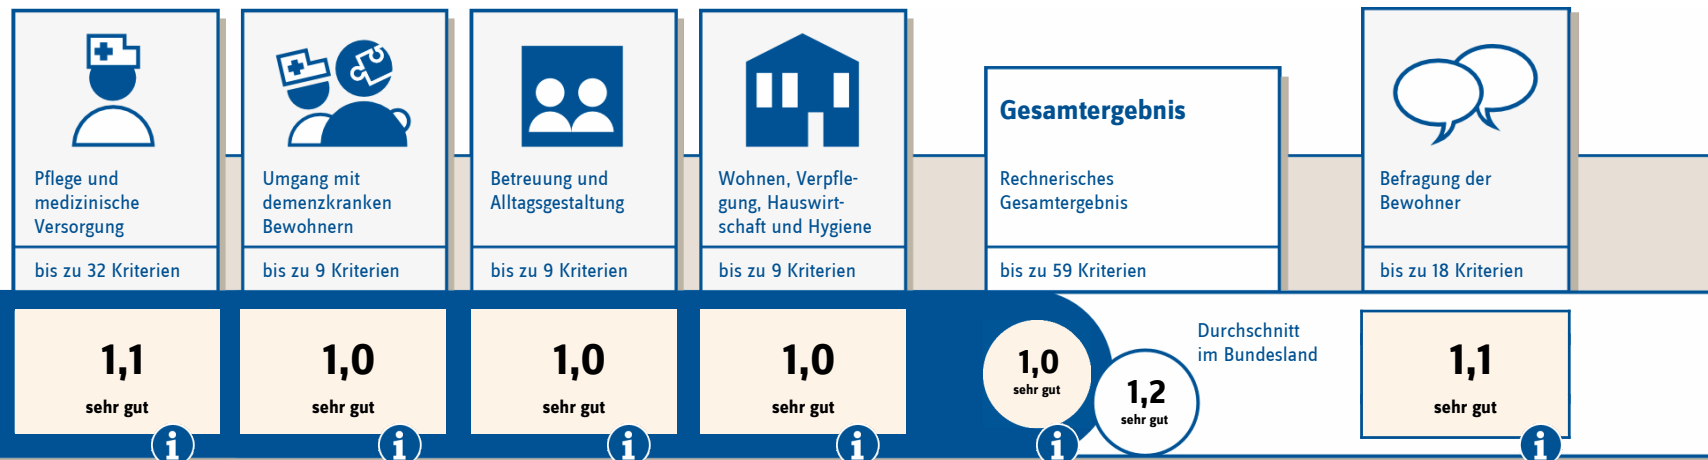 Pflege und
medizinische
Versorgung
bis zu 32 Kriterien
1,1
sehr gut
Umgang mit
demenzkranken
Bewohnern
bis zu 9 Kriterien
1,0
sehr gut
Betreuung und
Alltagsgestaltung
bis zu 9 Kriterien
1,0
sehr gut
Wohnen, Verpfle-
gung, Hauswirt-
schaft und Hygiene
bis zu 9 Kriterien
1,0
sehr gut
Gesamtergebnis
Rechnerisches
Gesamtergebnis
bis zu 59 Kriterien
1,0
sehr gut
1,2
sehr gut
Durchschnitt
im Bundesland
Befragung der
Bewohner
bis zu 18 Kriterien
1,1
sehr gut